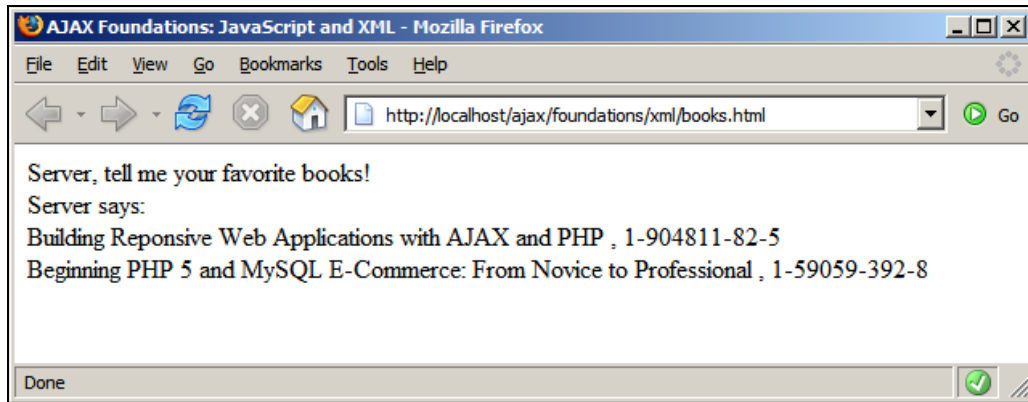 AJAX Foundations: JavaScript and XML - Mozilla Firefox
File Edit View Go Bookmarks Tools Help
http://localhost/ajax/foundations/xml/books.html Go
Server, tell me your favorite books!
Server says:
Building Reponsive Web Applications with AJAX and PHP , 1-904811-82-5
Beginning PHP 5 and MySQL E-Commerce: From Novice to Professional , 1-59059-392-8
Done